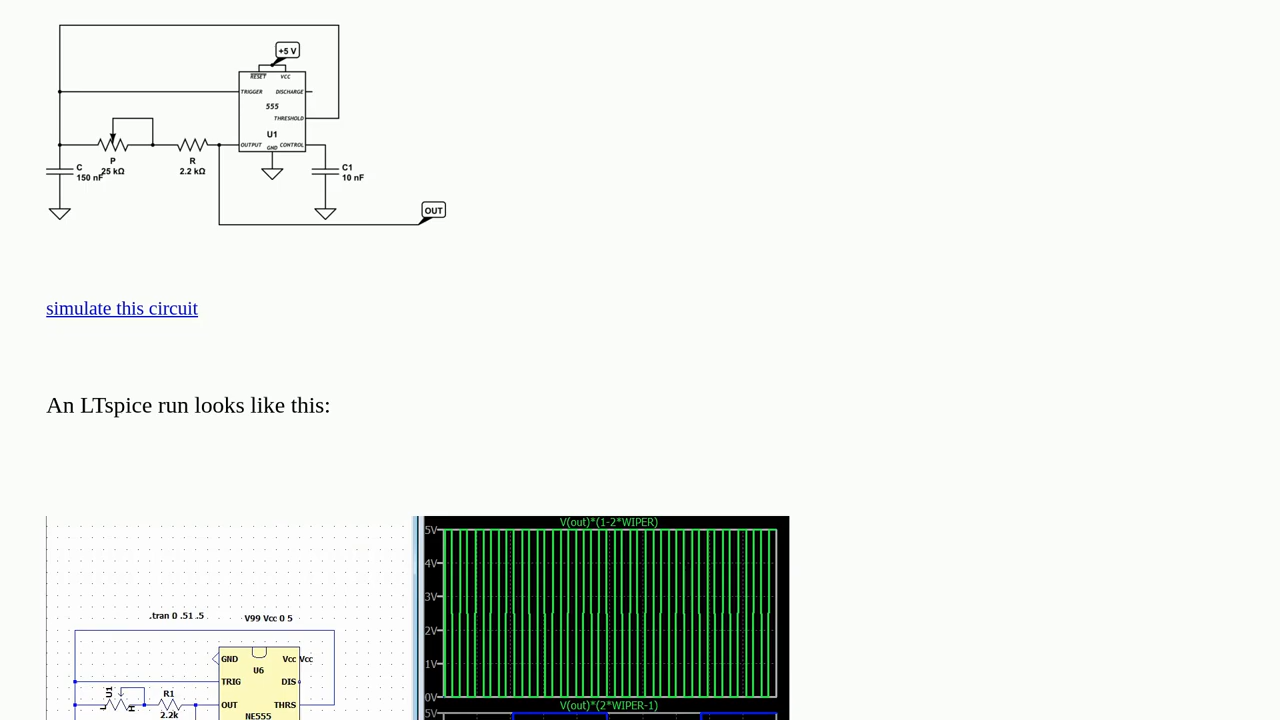 +5 V
RESET VCC
TRIGGER DISCHARGE
555
THRESHOLD
U1
OUTPUT GND CONTROL
P
25 kΩ
R
2.2 kΩ
C
150 nF
C1
10 nF
OUT
simulate this circuit
An LTspice run looks like this:
.tran 0 .51 .5
V99 Vcc 0 5
GND Vcc Vcc
U6
TRIG DIS
U1
R1
OUT THRS
2.2k
NE555
V(out)*(1-2*WIPER)
5V
4V
3V
2V
1V
0V
V(out)*(2*WIPER-1)
5V